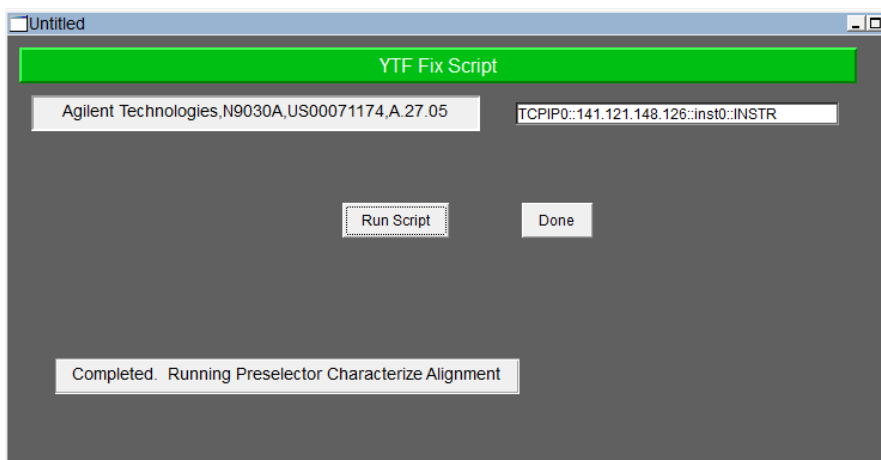 Untitled
YTF Fix Script
Agilent Technologies,N9030A,US00071174,A.27.05
TCPIP0::141.121.148.126::inst0::INSTR
Run Script
Done
Completed.  Running Preselector Characterize Alignment